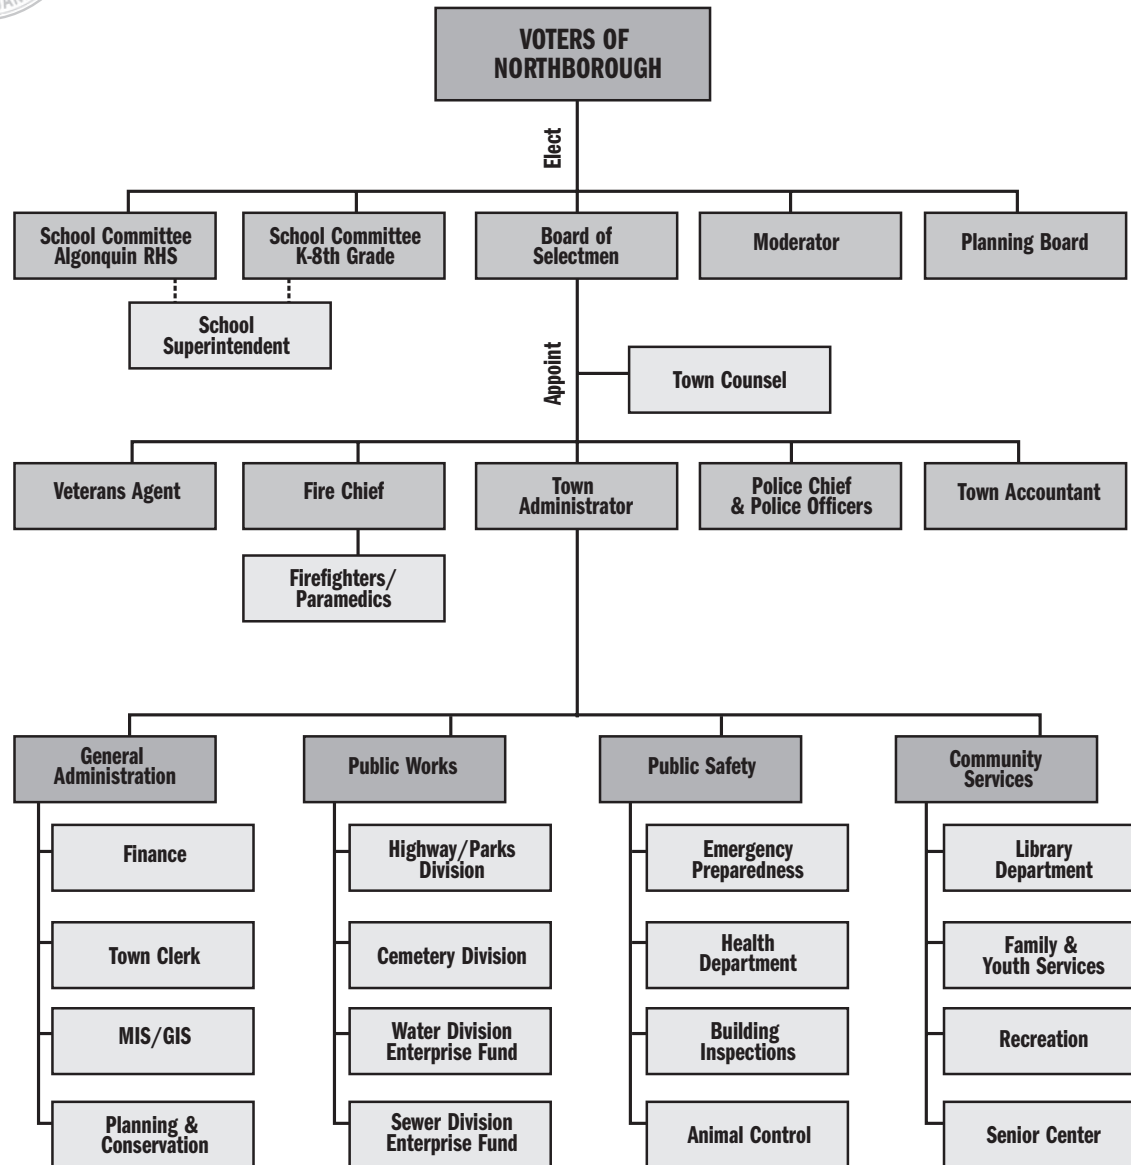 VOTERS OF
NORTHBOROUGH
Elect
School Committee
Algonquin RHS
School Committee
K-8th Grade
Board of
Selectmen
Moderator
Planning Board
School
Superintendent
Appoint
Town Counsel
Veterans Agent
Fire Chief
Town
Administrator
Police Chief
& Police Officers
Town Accountant
Firefighters/
Paramedics
General
Administration
Public Works
Public Safety
Community
Services
Finance
Highway/Parks
Division
Emergency
Preparedness
Library
Department
Town Clerk
Cemetery Division
Health
Department
Family &
Youth Services
MIS/GIS
Water Division
Enterprise Fund
Building
Inspections
Recreation
Planning &
Conservation
Sewer Division
Enterprise Fund
Animal Control
Senior Center